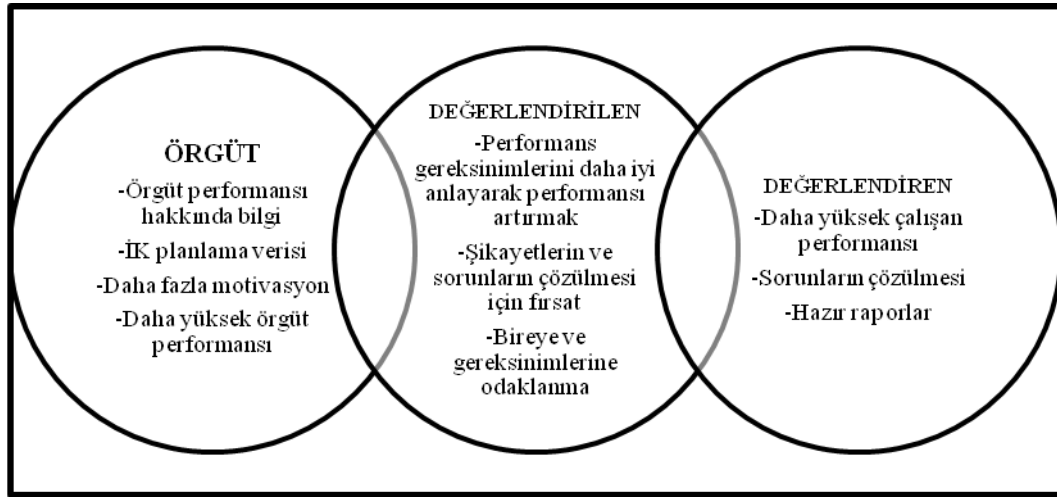 ÖRGÜT
-Örgüt performansı
hakkında bilgi
-İK planlama verisi
-Daha fazla motivasyon
-Daha yüksek örgüt
performansı
DEĞERLENDİRİLEN
-Performans
gereksinimlerini daha iyi
anlayarak performansı
artırmak
-Şikayetlerin ve
sorunların çözülmesi
için fırsat
-Bireye ve
gereksinimlerine
odaklanma
DEĞERLENDİREN
-Daha yüksek çalışan
performansı
-Sorunların çözülmesi
-Hazır raporlar